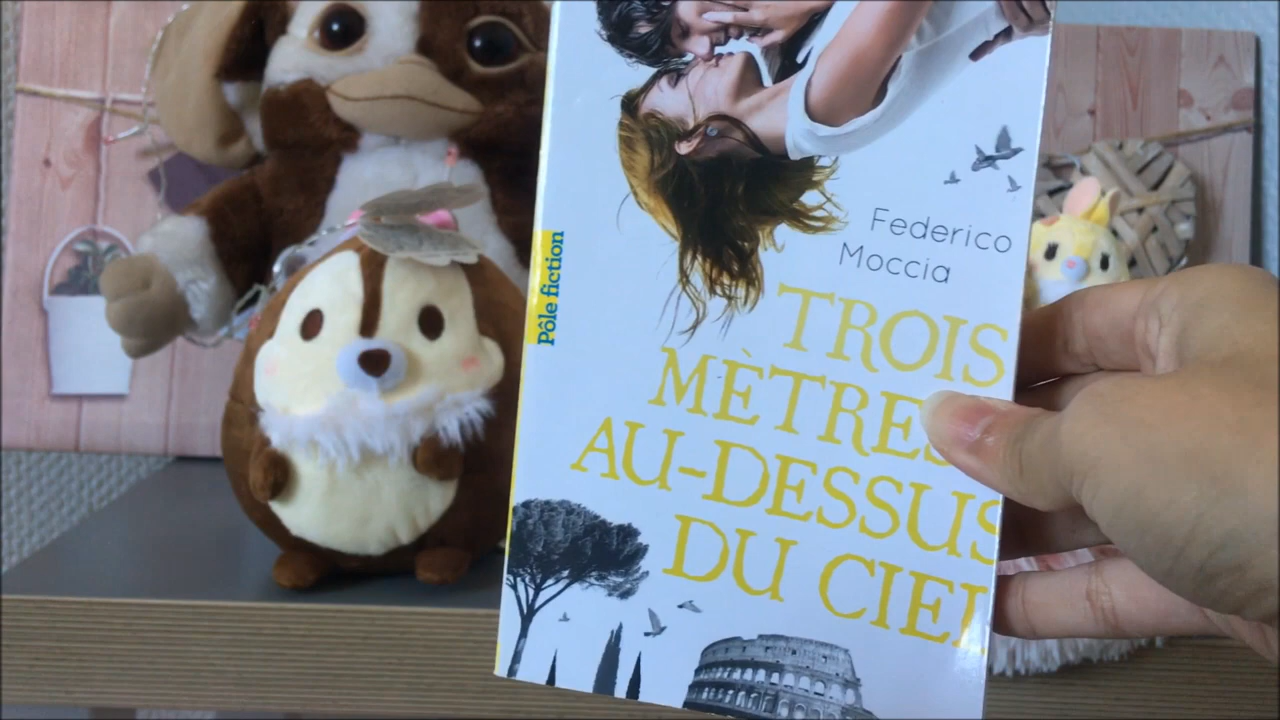 Federico
Moccia
TROIS
MÈTRES
AU-DESSUS
DU CIEL
Pôle fiction